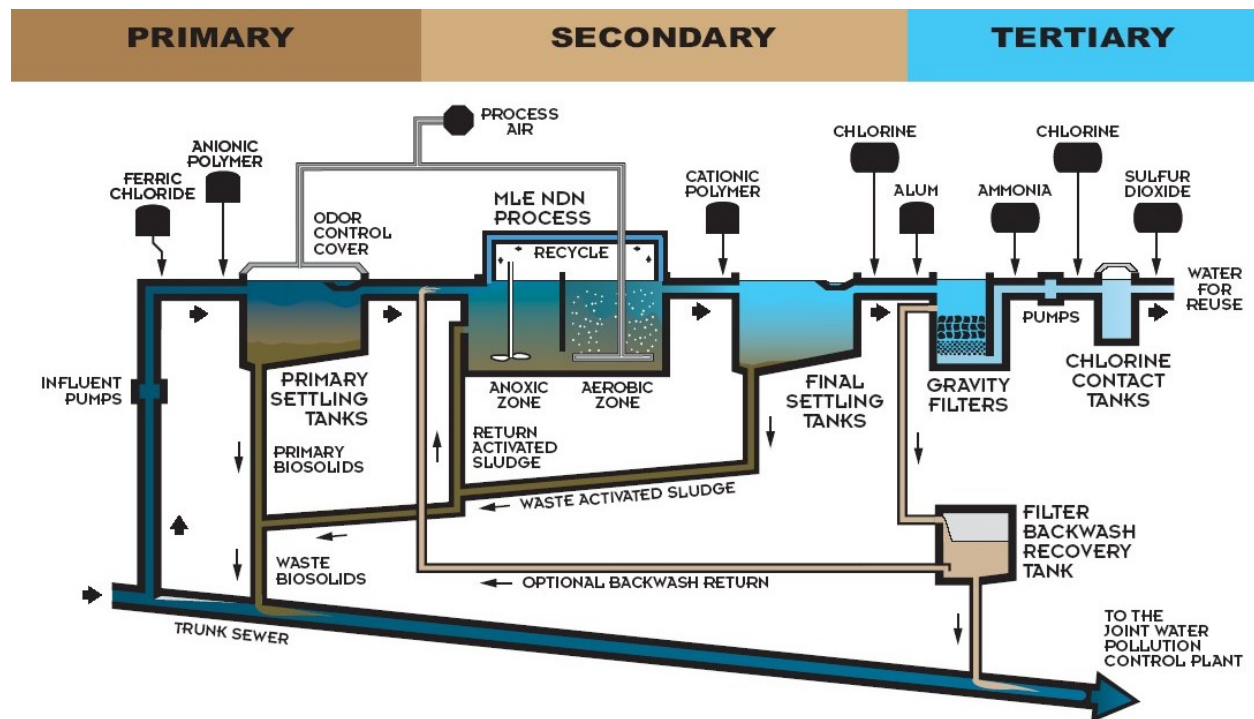 PRIMARY
SECONDARY
TERTIARY
PROCESS
AIR
ANIONIC
POLYMER
FERRIC
CHLORIDE
ODOR
CONTROL
COVER
MLE NDN
PROCESS
RECYCLE
CATIONIC
POLYMER
CHLORINE
ALUM
AMMONIA
CHLORINE
SULFUR
DIOXIDE
WATER
FOR
REUSE
PUMPS
INFLUENT
PUMPS
PRIMARY
SETTLING
TANKS
ANOXIC
ZONE
AEROBIC
ZONE
FINAL
SETTLING
TANKS
GRAVITY
FILTERS
CHLORINE
CONTACT
TANKS
PRIMARY
BIOSOLIDS
RETURN
ACTIVATED
SLUDGE
WASTE ACTIVATED SLUDGE
WASTE
BIOSOLIDS
OPTIONAL BACKWASH RETURN
FILTER
BACKWASH
RECOVERY
TANK
TRUNK SEWER
TO THE
JOINT WATER
POLLUTION
CONTROL PLANT